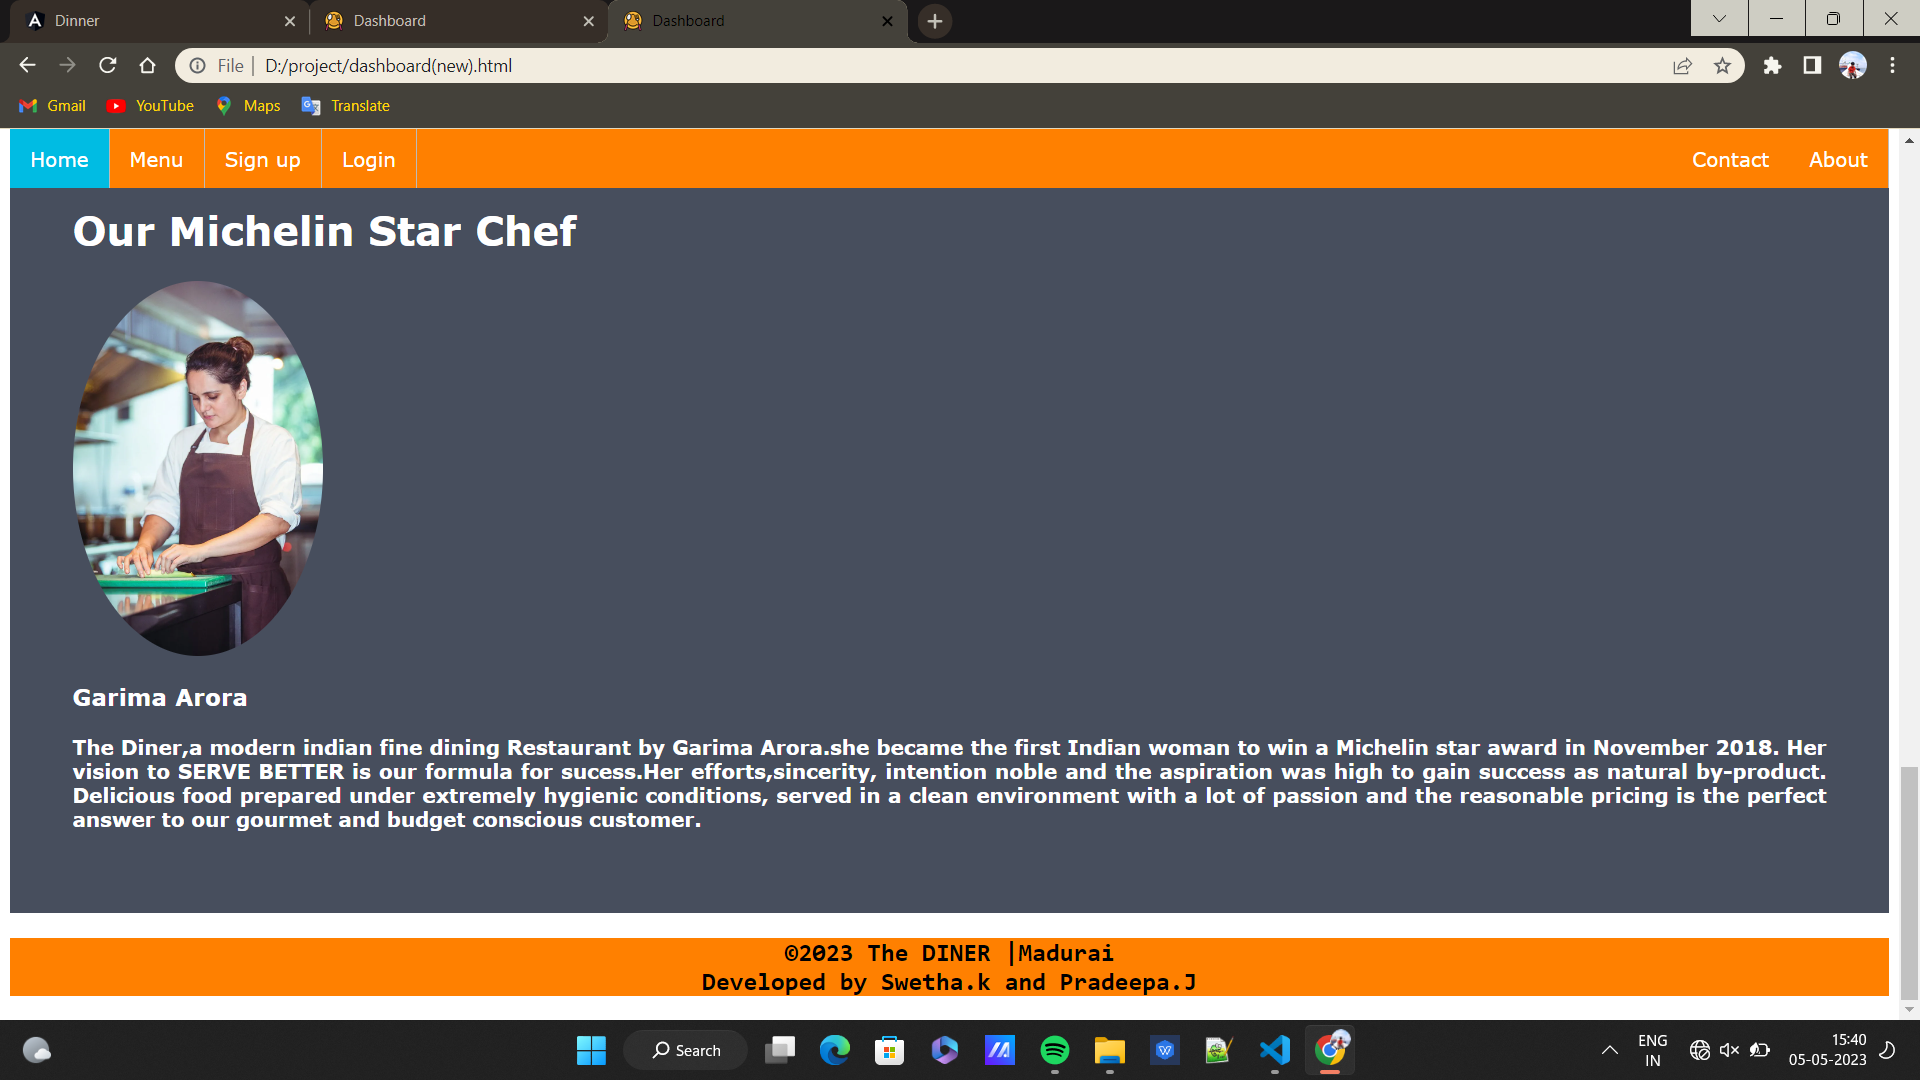 Dinner
Dashboard
Dashboard
File
D:/project/dashboard(new).html
Gmail
YouTube
Maps
Translate
Home
Menu
Sign up
Login
Contact
About
Our Michelin Star Chef
Garima Arora
The Diner,a modern indian fine dining Restaurant by Garima Arora.she became the first Indian woman to win a Michelin star award in November 2018. Her
vision to SERVE BETTER is our formula for sucess.Her efforts,sincerity, intention noble and the aspiration was high to gain success as natural by-product.
Delicious food prepared under extremely hygienic conditions, served in a clean environment with a lot of passion and the reasonable pricing is the perfect
answer to our gourmet and budget conscious customer.
©2023 The DINER |Madurai
Developed by Swetha.k and Pradeepa.J
Search
ENG
IN
15:40
05-05-2023